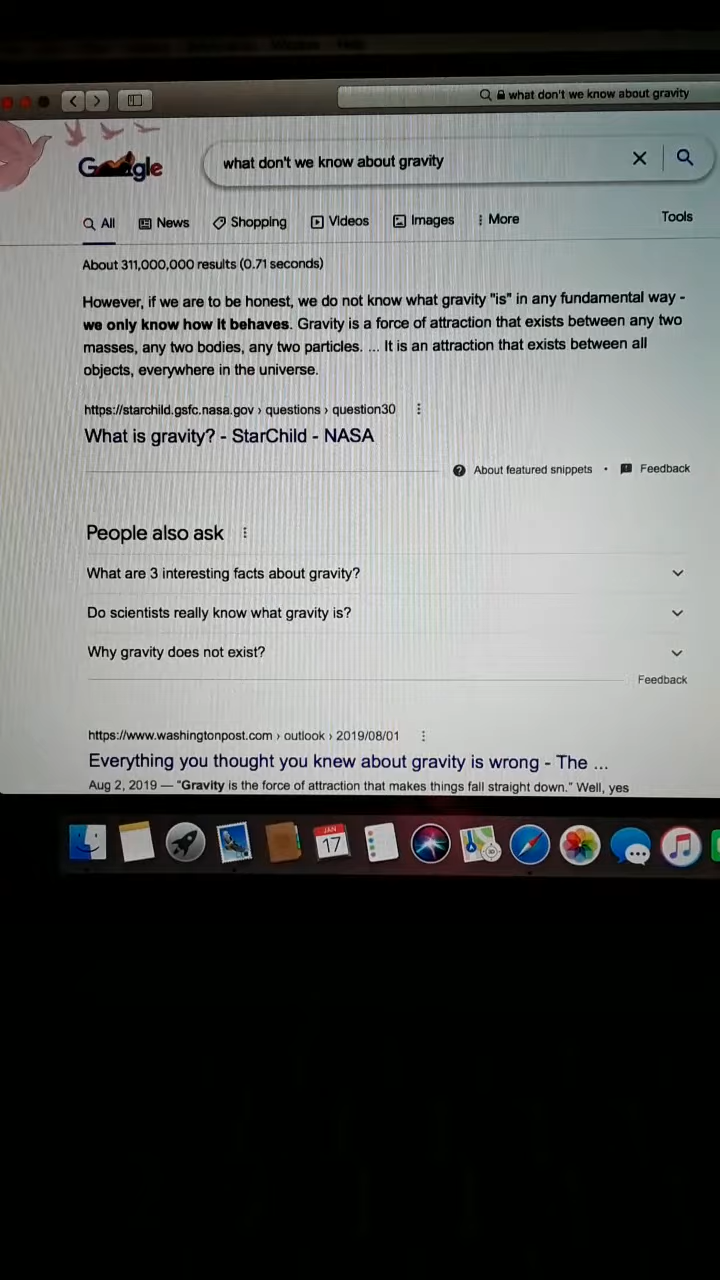 what don't we know about gravity
Google
what don't we know about gravity
All News Shopping Videos Images More Tools
About 311,000,000 results (0.71 seconds)
However, if we are to be honest, we do not know what gravity "is" in any fundamental way -
we only know how it behaves. Gravity is a force of attraction that exists between any two
masses, any two bodies, any two particles. ... It is an attraction that exists between all
objects, everywhere in the universe.
https://starchild.gsfc.nasa.gov › questions › question30
What is gravity? - StarChild - NASA
About featured snippets • Feedback
People also ask
What are 3 interesting facts about gravity?
Do scientists really know what gravity is?
Why gravity does not exist?
Feedback
https://www.washingtonpost.com › outlook › 2019/08/01
Everything you thought you knew about gravity is wrong - The ...
Aug 2, 2019 — "Gravity is the force of attraction that makes things fall straight down." Well, yes
JAN
17